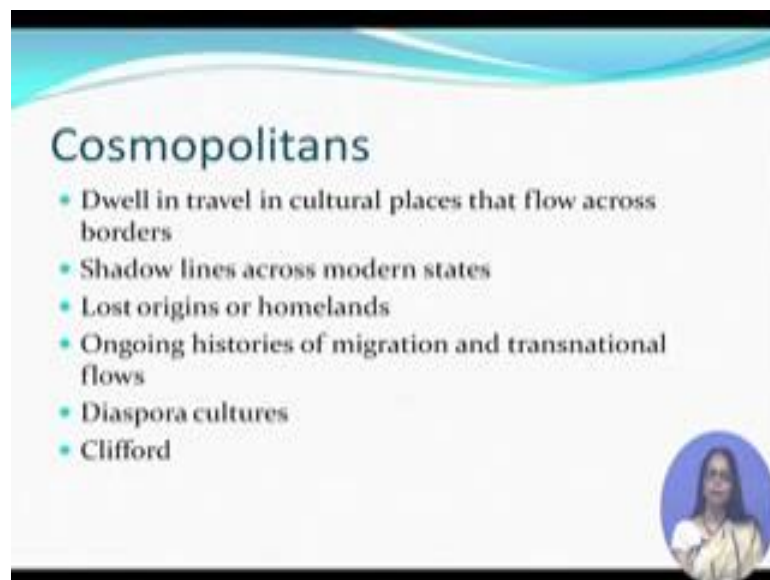 Cosmopolitans
• Dwell in travel in cultural places that flow across
borders
• Shadow lines across modern states
• Lost origins or homelands
• Ongoing histories of migration and transnational
flows
• Diaspora cultures
• Clifford